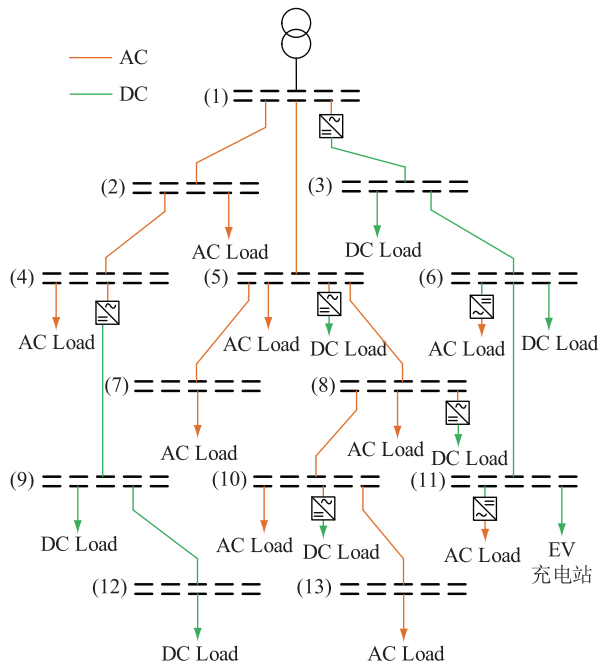 AC
DC
(1)
(2)
(3)
AC Load
DC Load
(4)
(5)
(6)
AC Load
AC Load
DC Load
AC Load
DC Load
(7)
(8)
AC Load
AC Load
DC Load
(9)
(10)
(11)
DC Load
AC Load
DC Load
AC Load
EV
充电站
(12)
(13)
DC Load
AC Load